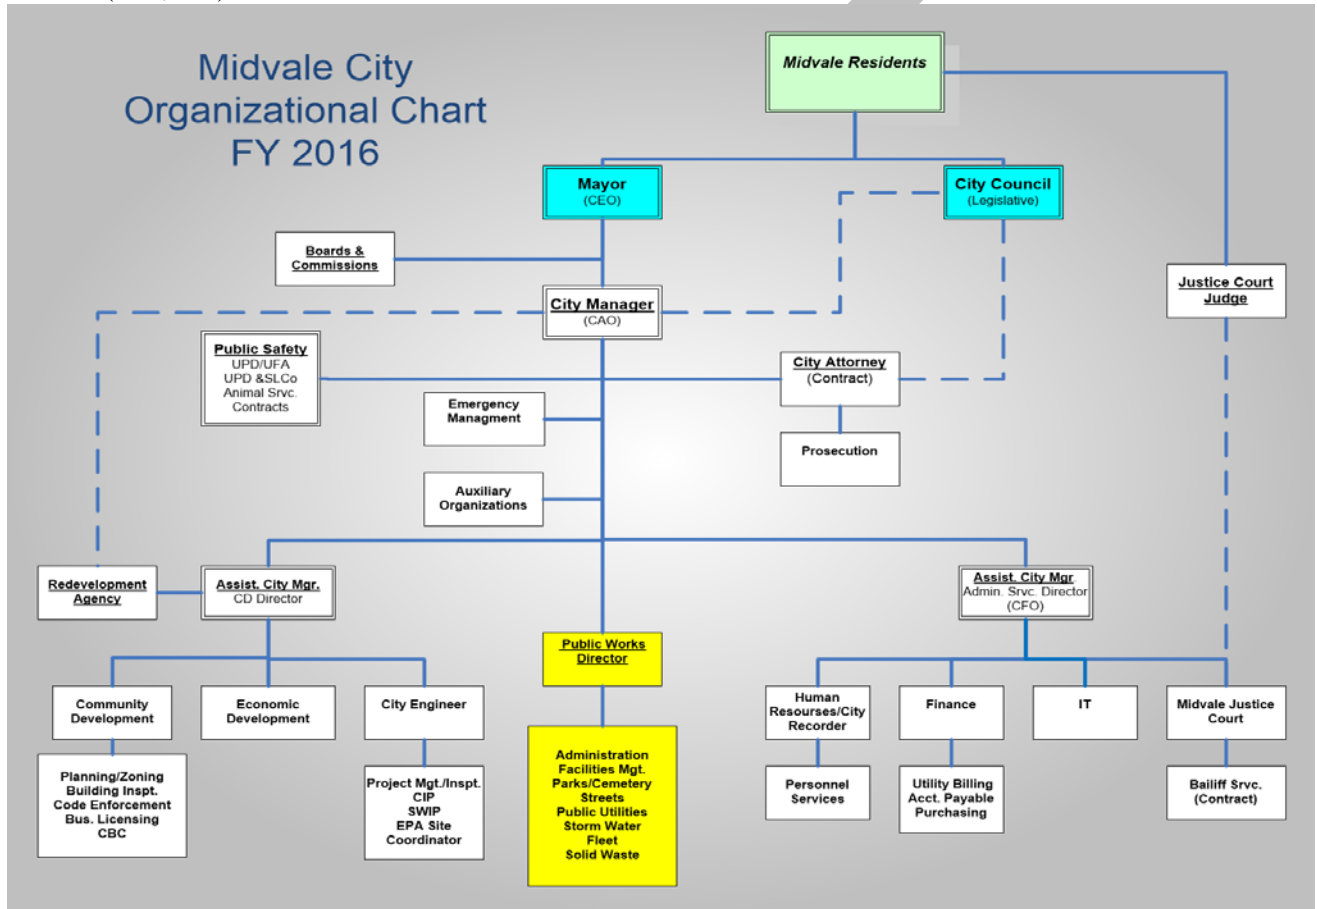 Midvale City
Organizational Chart
FY 2016
Midvale Residents
Mayor
(CEO)
City Council
(Legislative)
Boards &
Commissions
City Manager
(CAO)
Justice Court
Judge
Public Safety
UPD/UFA
UPD &SLCo
Animal Srvc.
Contracts
City Attorney
(Contract)
Emergency
Managment
Prosecution
Auxiliary
Organizations
Redevelopment
Agency
Assist. City Mgr.
CD Director
Assist. City Mgr
Admin. Srvc. Director
(CFO)
Public Works
Director
Community
Development
Economic
Development
City Engineer
Human
Resourses/City
Recorder
Finance
IT
Midvale Justice
Court
Planning/Zoning
Building Inspt.
Code Enforcement
Bus. Licensing
CBC
Project Mgt./Inspt.
CIP
SWIP
EPA Site
Coordinator
Administration
Facilities Mgt.
Parks/Cemetery
Streets
Public Utilities
Storm Water
Fleet
Solid Waste
Personnel
Services
Utility Billing
Acct. Payable
Purchasing
Bailiff Srvc.
(Contract)